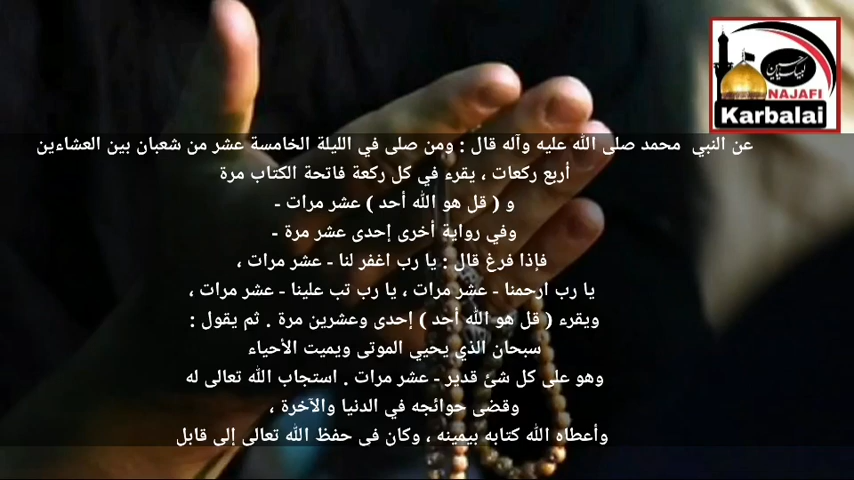 لبيك يا حسين
NAJAFI
Karbalai
عن النبي محمد صلى الله عليه وآله قال : ومن صلى في الليلة الخامسة عشر من شعبان بين العشاءين
أربع ركعات ، يقرء في كل ركعة فاتحة الكتاب مرة
و ( قل هو الله أحد ) عشر مرات -
وفي رواية أخرى إحدى عشر مرة -
فإذا فرغ قال : يا رب اغفر لنا - عشر مرات ،
يا رب ارحمنا - عشر مرات ، يا رب تب علينا - عشر مرات ،
ويقرء ( قل هو الله أحد ) إحدى وعشرين مرة . ثم يقول :
سبحان الذي يحيي الموتى ويميت الأحياء
وهو على كل شئ قدير - عشر مرات . استجاب الله تعالى له
وقضى حوائجه في الدنيا والآخرة ،
وأعطاه الله كتابه بيمينه ، وكان في حفظ الله تعالى إلى قابل